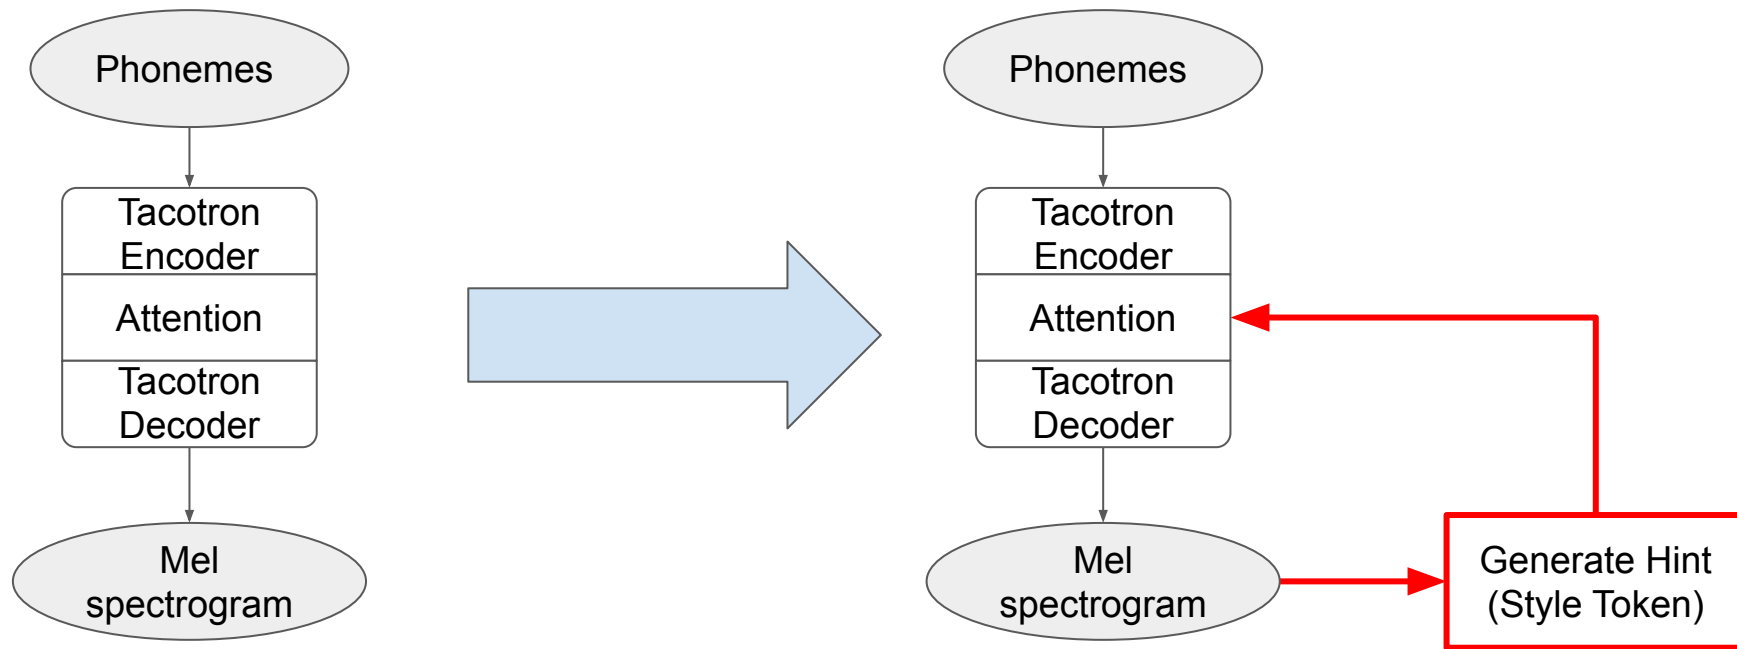 Phonemes
Tacotron
Encoder
Attention
Tacotron
Decoder
Mel
spectrogram
Phonemes
Tacotron
Encoder
Attention
Tacotron
Decoder
Mel
spectrogram
Generate Hint
(Style Token)